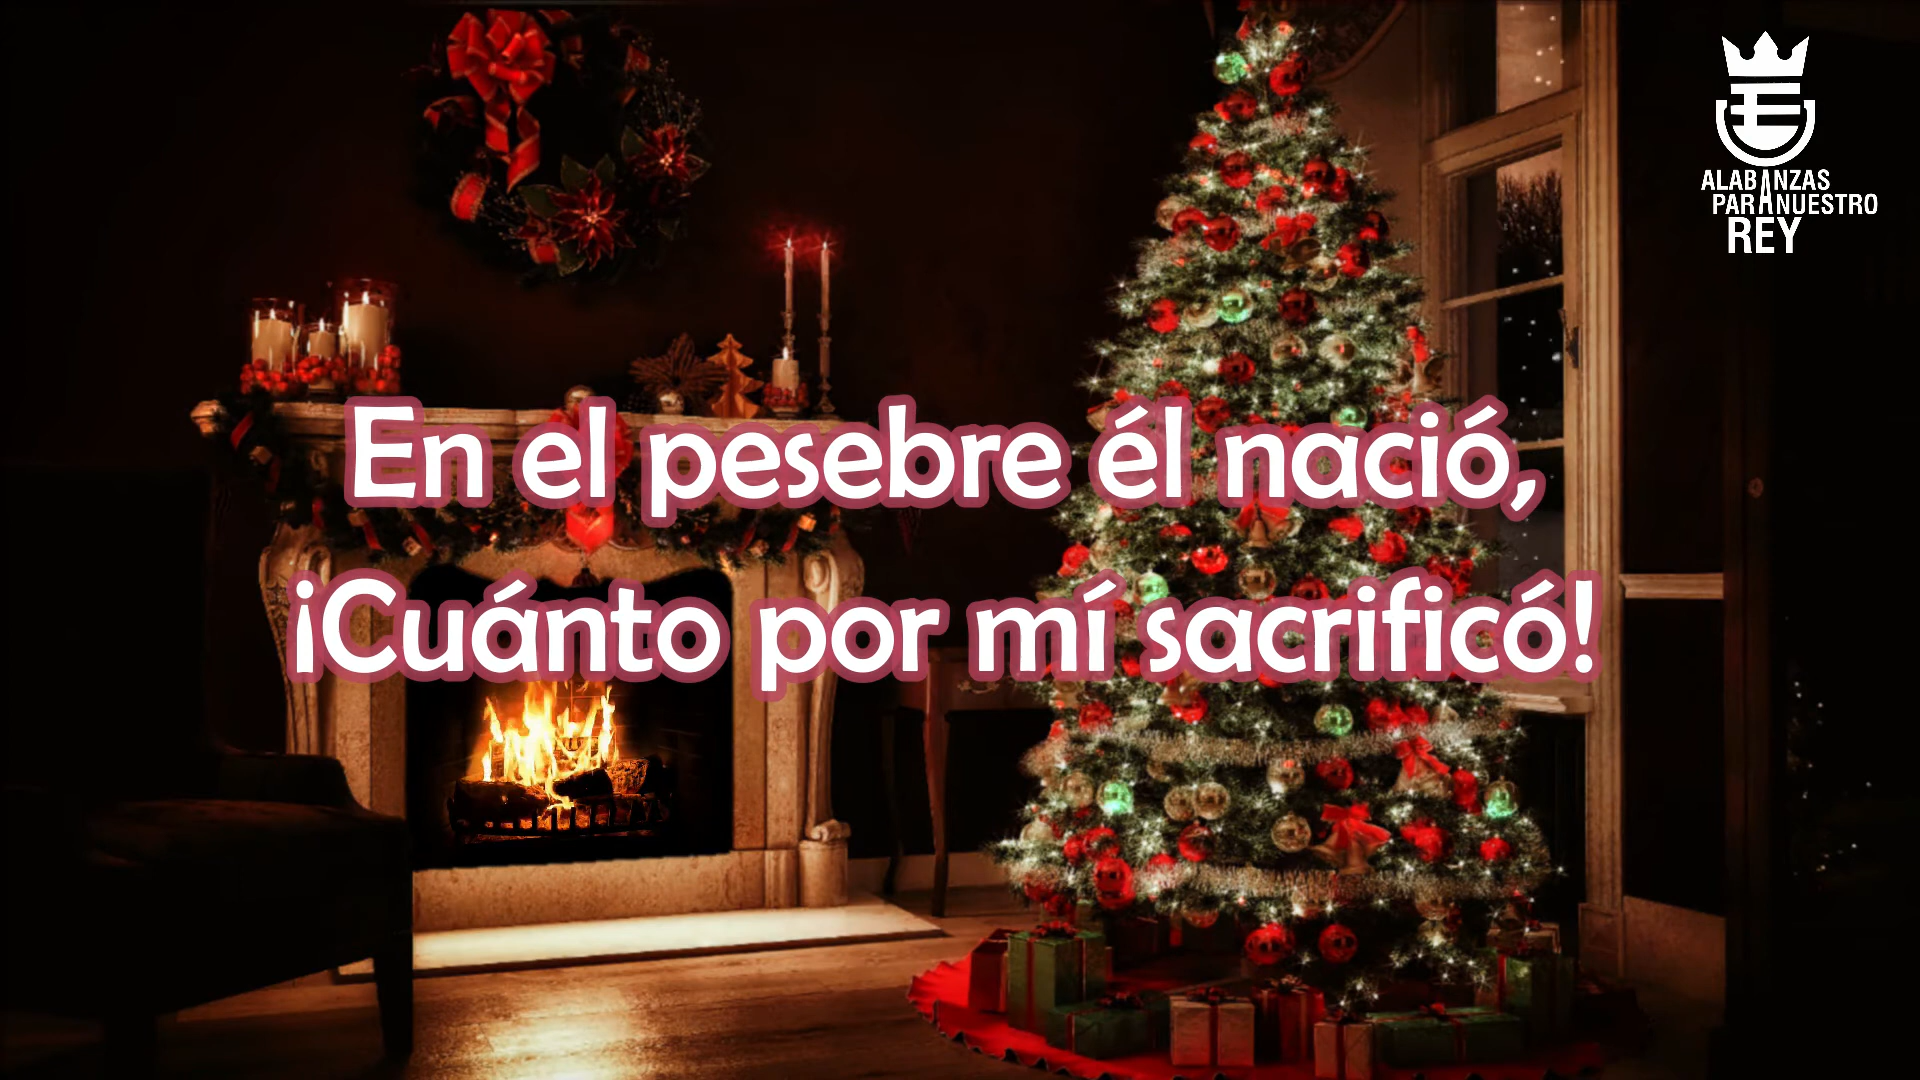 ALABANZAS
PARA NUESTRO
REY
En el pesebre él nació,
¡Cuánto por mí sacrificó!